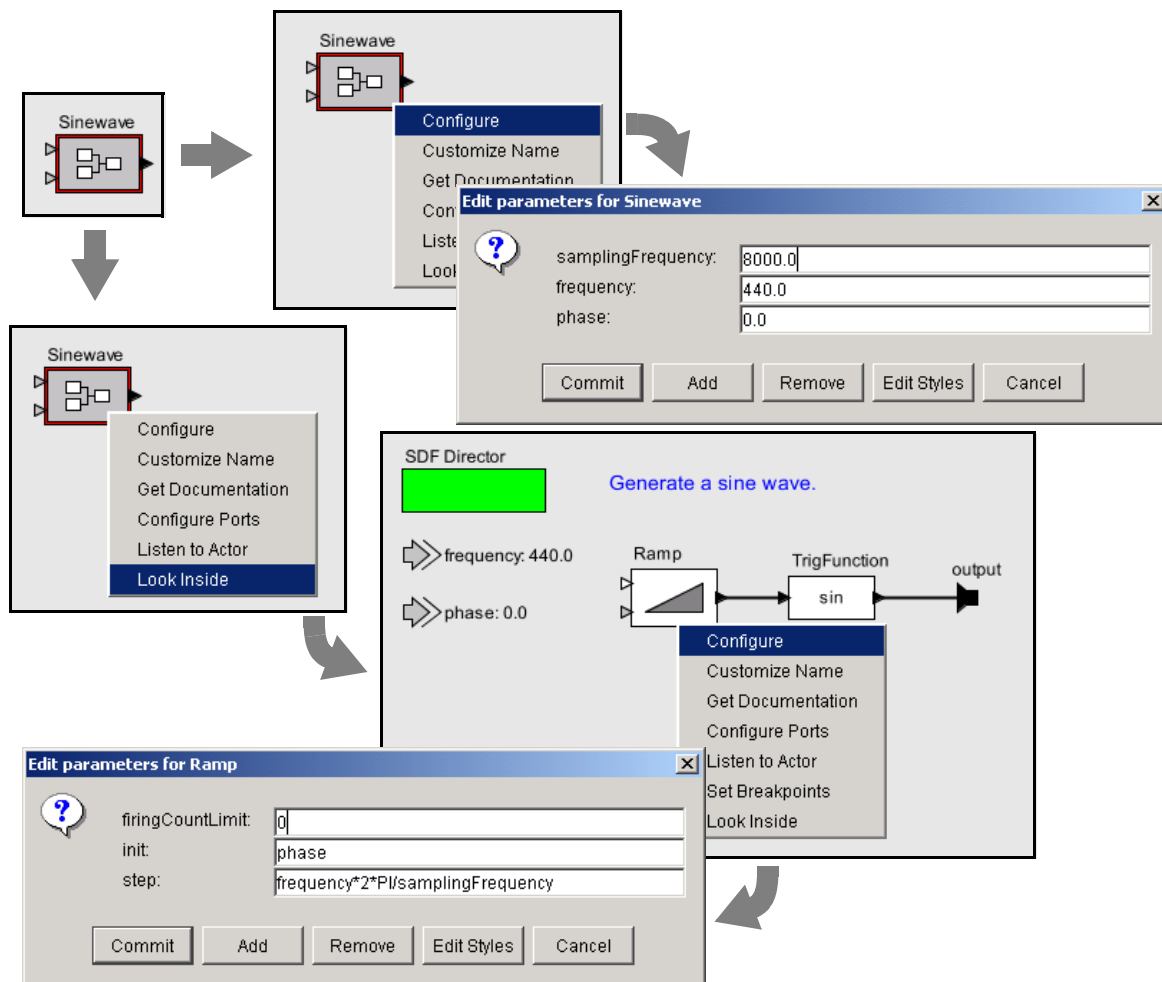 Sinewave
Sinewave
Configure
Customize Name
Get Documentation
Edit parameters for Sinewave
samplingFrequency: 8000.0
frequency: 440.0
phase: 0.0
Commit Add Remove Edit Styles Cancel
Sinewave
Configure
Customize Name
Get Documentation
Configure Ports
Listen to Actor
Look Inside
SDF Director
Generate a sine wave.
frequency: 440.0
phase: 0.0
Ramp
TrigFunction
sin
output
Configure
Customize Name
Get Documentation
Configure Ports
Listen to Actor
Set Breakpoints
Look Inside
Edit parameters for Ramp
firingCountLimit: 0
init: phase
step: frequency*2*PI/samplingFrequency
Commit Add Remove Edit Styles Cancel